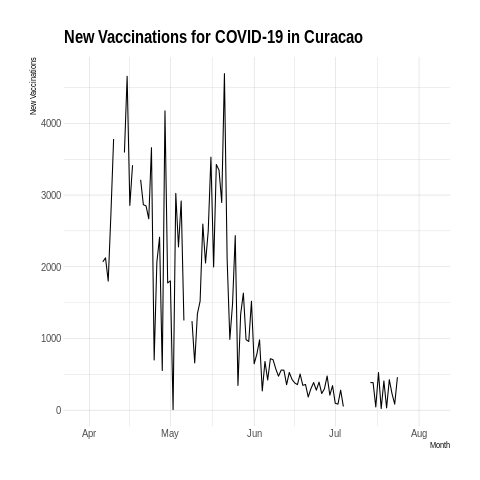 New Vaccinations for COVID-19 in Curacao
New Vaccinations
4000
3000
2000
1000
0
Apr May Jun Jul Aug
Month